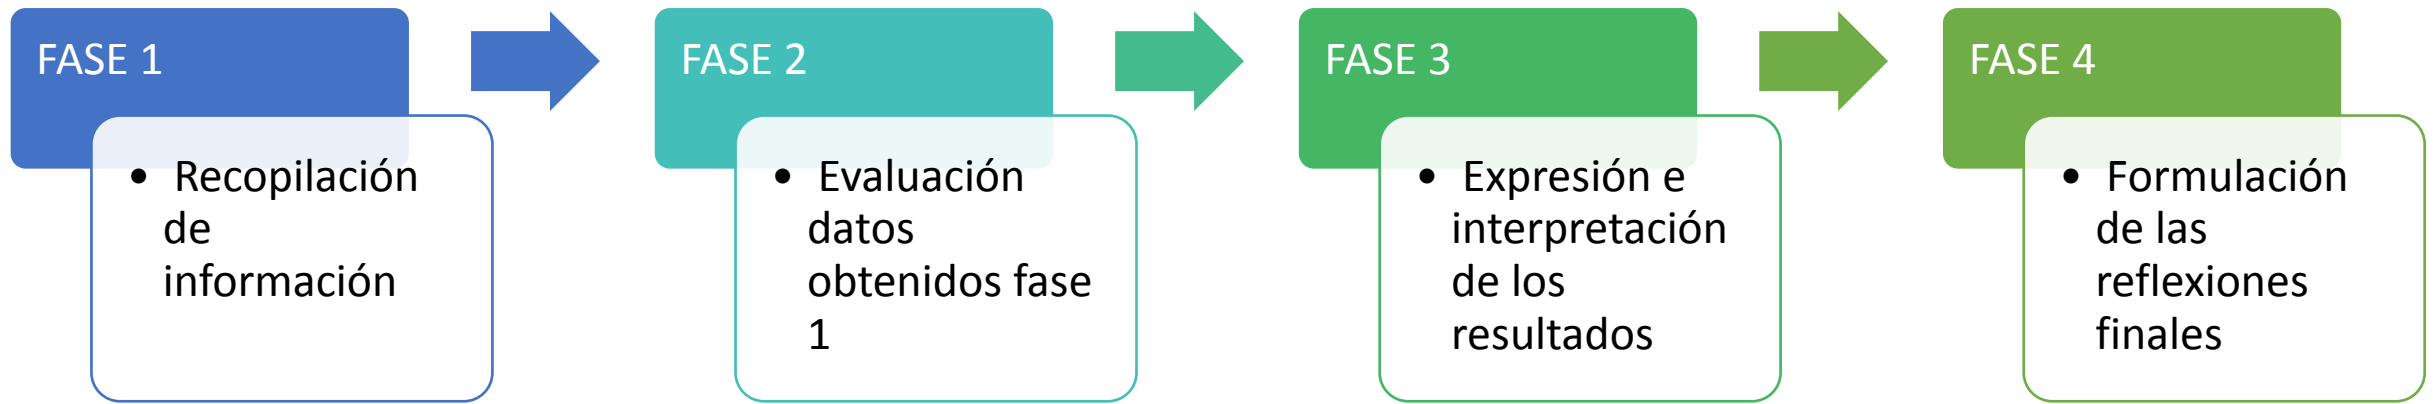 FASE 1
• Recopilación
de
información
FASE 2
• Evaluación
datos
obtenidos fase
1
FASE 3
• Expresión e
interpretación
de los
resultados
FASE 4
• Formulación
de las
reflexiones
finales